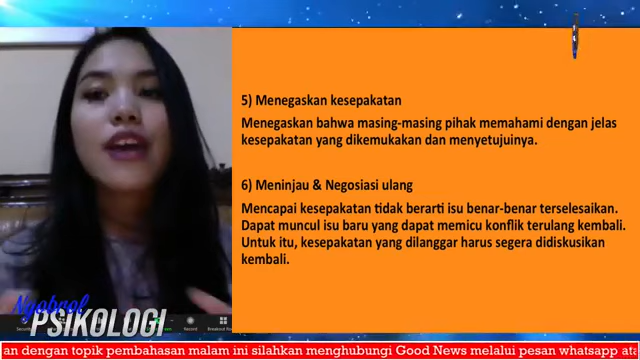 5) Menegaskan kesepakatan
Menegaskan bahwa masing-masing pihak memahami dengan jelas
kesepakatan yang dikemukakan dan menyetujuinya.
6) Meninjau & Negosiasi ulang
Mencapai kesepakatan tidak berarti isu benar-benar terselesaikan.
Dapat muncul isu baru yang dapat memicu konflik terulang kembali.
Untuk itu, kesepakatan yang dilanggar harus segera didiskusikan
kembali.
Ngobrol
PSIKOLOGI
Record
an dengan topik pembahasan malam ini silahkan menghubungi Good News melalui pesan whatsapp at